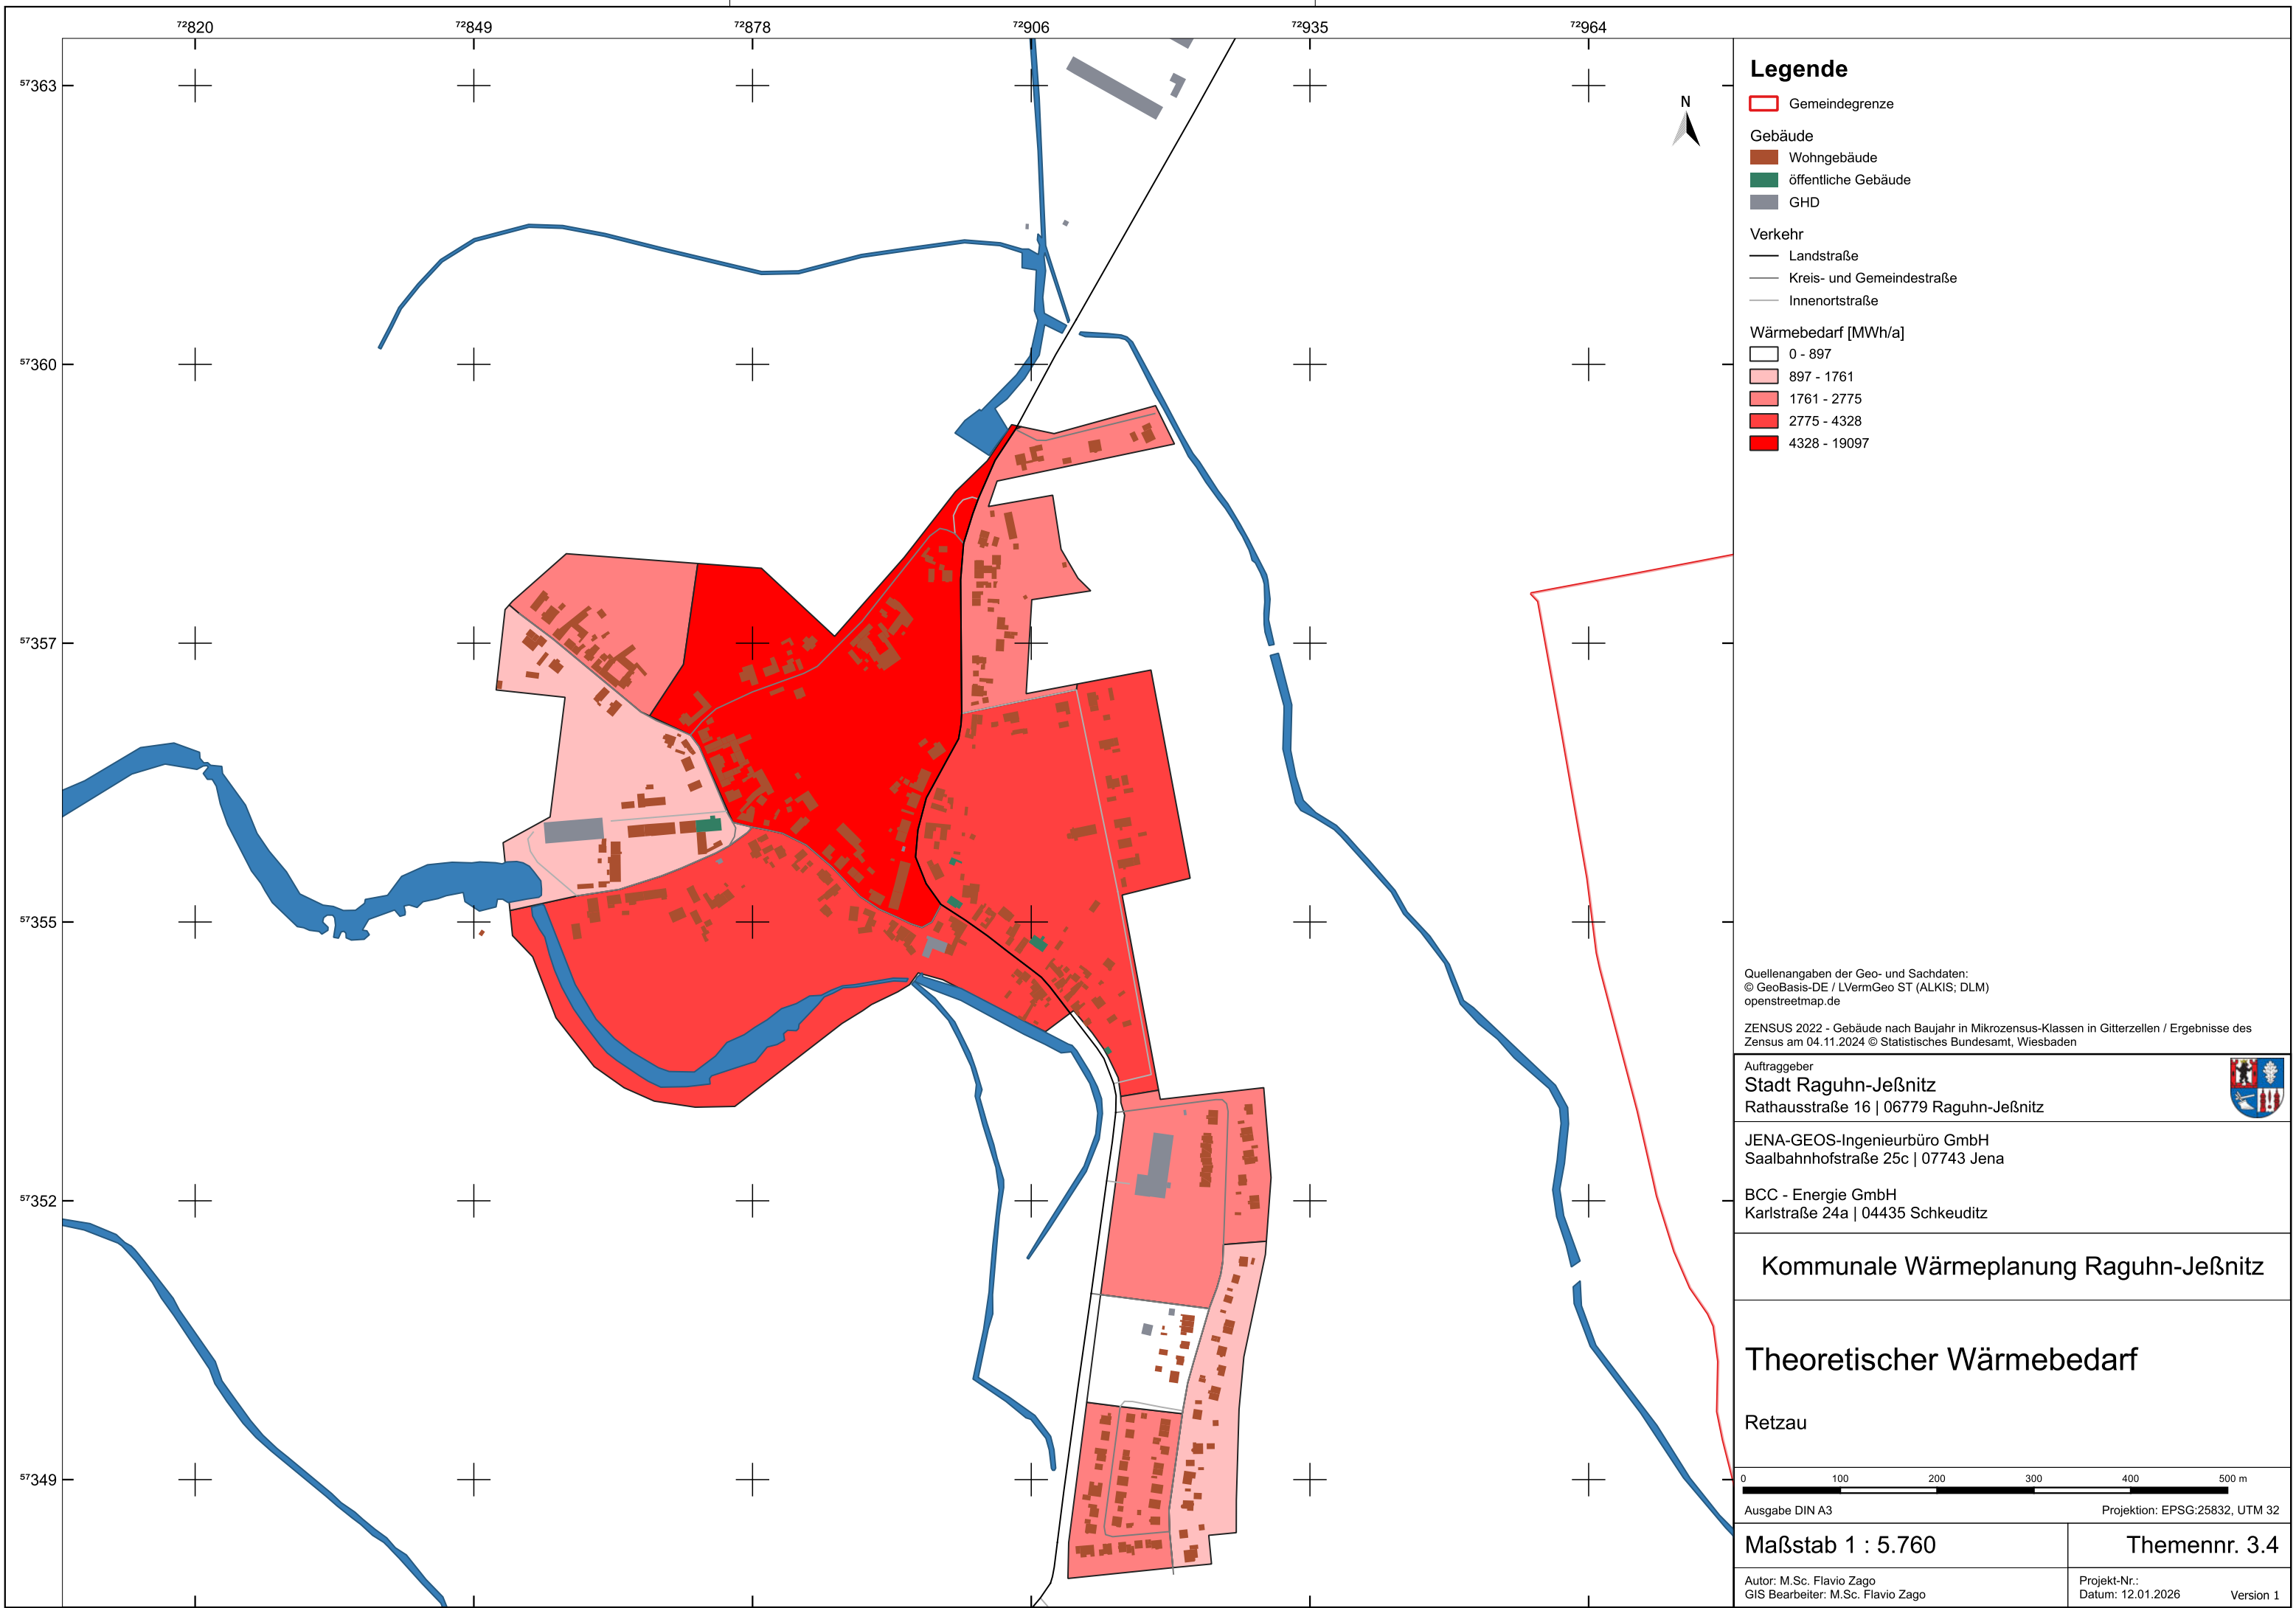 72820 72849 72878 72906 72935 72964
57363
57360
57357
57355
57352
57349
N
Legende
Gemeindegrenze
Gebäude
Wohngebäude
öffentliche Gebäude
GHD
Verkehr
Landstraße
Kreis- und Gemeindestraße
Innenortstraße
Wärmebedarf [MWh/a]
0 - 897
897 - 1761
1761 - 2775
2775 - 4328
4328 - 19097
Quellenangaben der Geo- und Sachdaten:
© GeoBasis-DE / LVermGeo ST (ALKIS; DLM)
openstreetmap.de
ZENSUS 2022 - Gebäude nach Baujahr in Mikrozensus-Klassen in Gitterzellen / Ergebnisse des
Zensus am 04.11.2024 © Statistisches Bundesamt, Wiesbaden
Auftraggeber
Stadt Raguhn-Jeßnitz
Rathausstraße 16 | 06779 Raguhn-Jeßnitz
JENA-GEOS-Ingenieurbüro GmbH
Saalbahnhofstraße 25c | 07743 Jena
BCC - Energie GmbH
Karlstraße 24a | 04435 Schkeuditz
Kommunale Wärmeplanung Raguhn-Jeßnitz
Theoretischer Wärmebedarf
Retzau
0 100 200 300 400 500 m
Ausgabe DIN A3 Projektion: EPSG:25832, UTM 32
Maßstab 1 : 5.760 Themennr. 3.4
Autor: M.Sc. Flavio Zago Projekt-Nr.:
GIS Bearbeiter: M.Sc. Flavio Zago Datum: 12.01.2026 Version 1